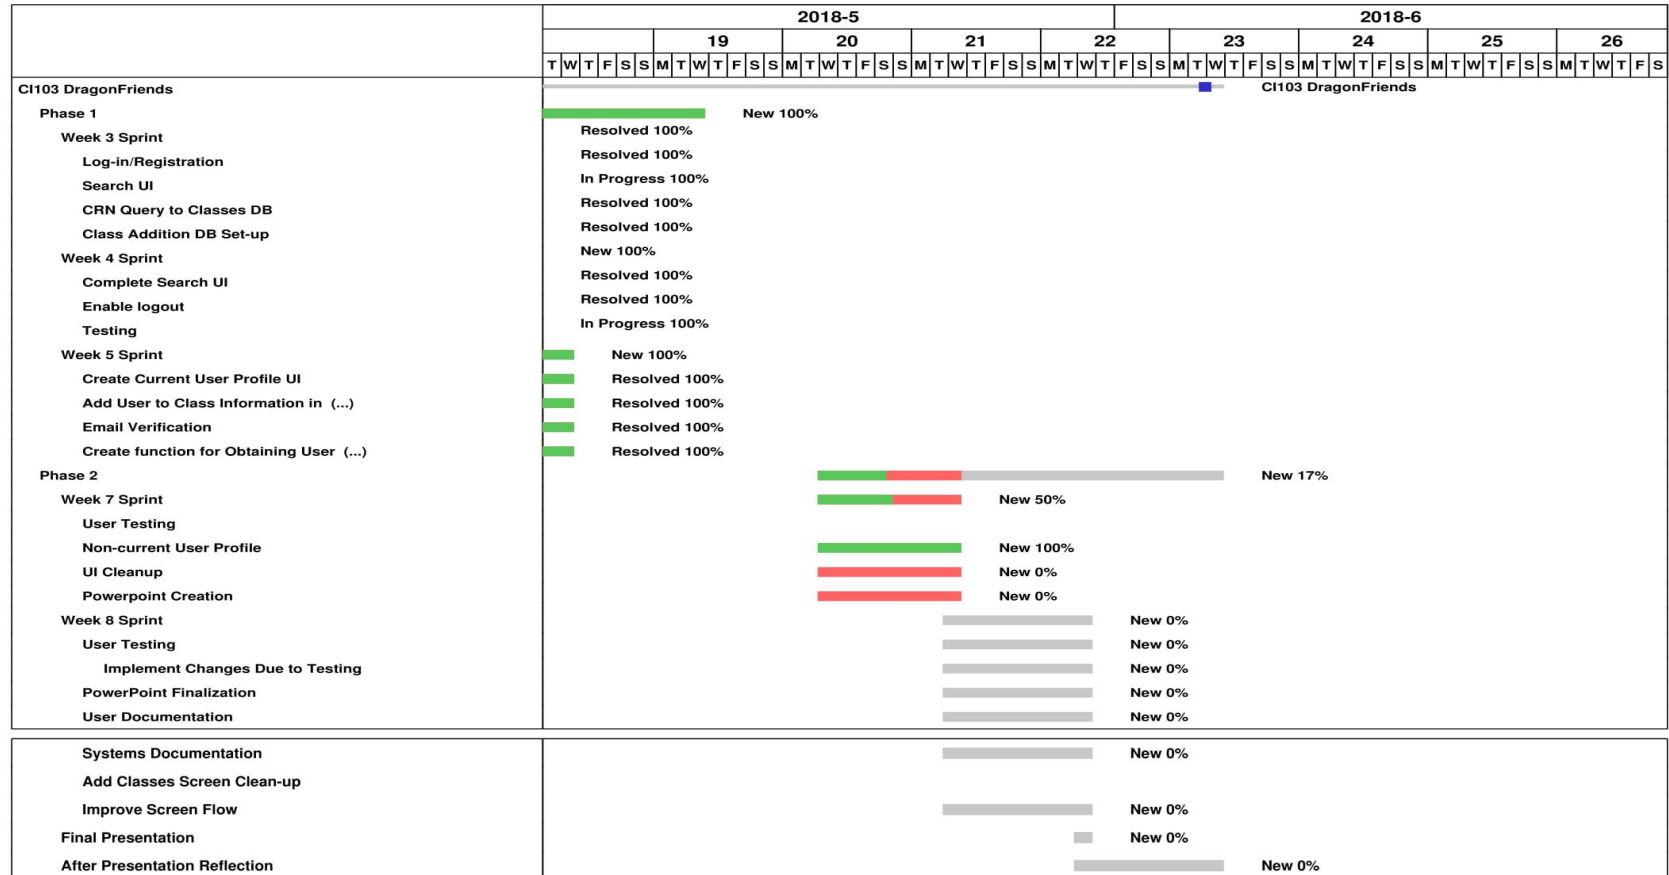 2018-5 2018-6
19 20 21 22 23 24 25 26
T W T F S S M T W T F S S M T W T F S S M T W T F S S M T W T F S S M T W T F S S M T W T F S S M T W T F S S M T W T F S
CI103 DragonFriends CI103 DragonFriends
Phase 1 New 100%
Week 3 Sprint Resolved 100%
Log-in/Registration Resolved 100%
Search UI In Progress 100%
CRN Query to Classes DB Resolved 100%
Class Addition DB Set-up Resolved 100%
Week 4 Sprint New 100%
Complete Search UI Resolved 100%
Enable logout Resolved 100%
Testing In Progress 100%
Week 5 Sprint New 100%
Create Current User Profile UI Resolved 100%
Add User to Class Information in (...) Resolved 100%
Email Verification Resolved 100%
Create function for Obtaining User (...) Resolved 100%
Phase 2 New 17%
Week 7 Sprint New 50%
User Testing
Non-current User Profile New 100%
UI Cleanup New 0%
Powerpoint Creation New 0%
Week 8 Sprint New 0%
User Testing New 0%
Implement Changes Due to Testing New 0%
PowerPoint Finalization New 0%
User Documentation New 0%
Systems Documentation New 0%
Add Classes Screen Clean-up
Improve Screen Flow New 0%
Final Presentation New 0%
After Presentation Reflection New 0%